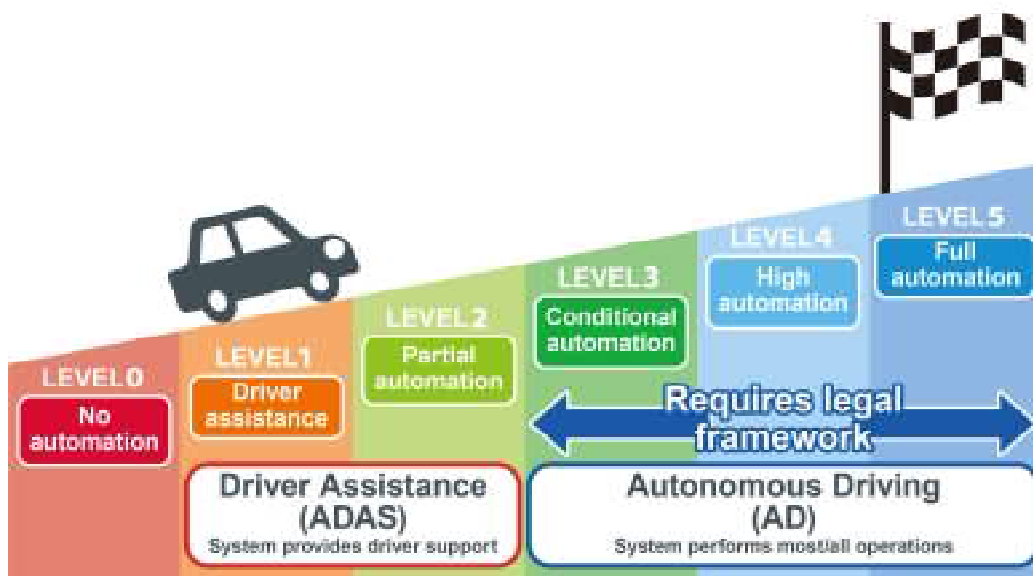 LEVEL 0
No
automation
LEVEL 1
Driver
assistance
LEVEL 2
Partial
automation
LEVEL 3
Conditional
automation
LEVEL 4
High
automation
LEVEL 5
Full
automation
Requires legal
framework
Driver Assistance
(ADAS)
System provides driver support
Autonomous Driving
(AD)
System performs most/all operations